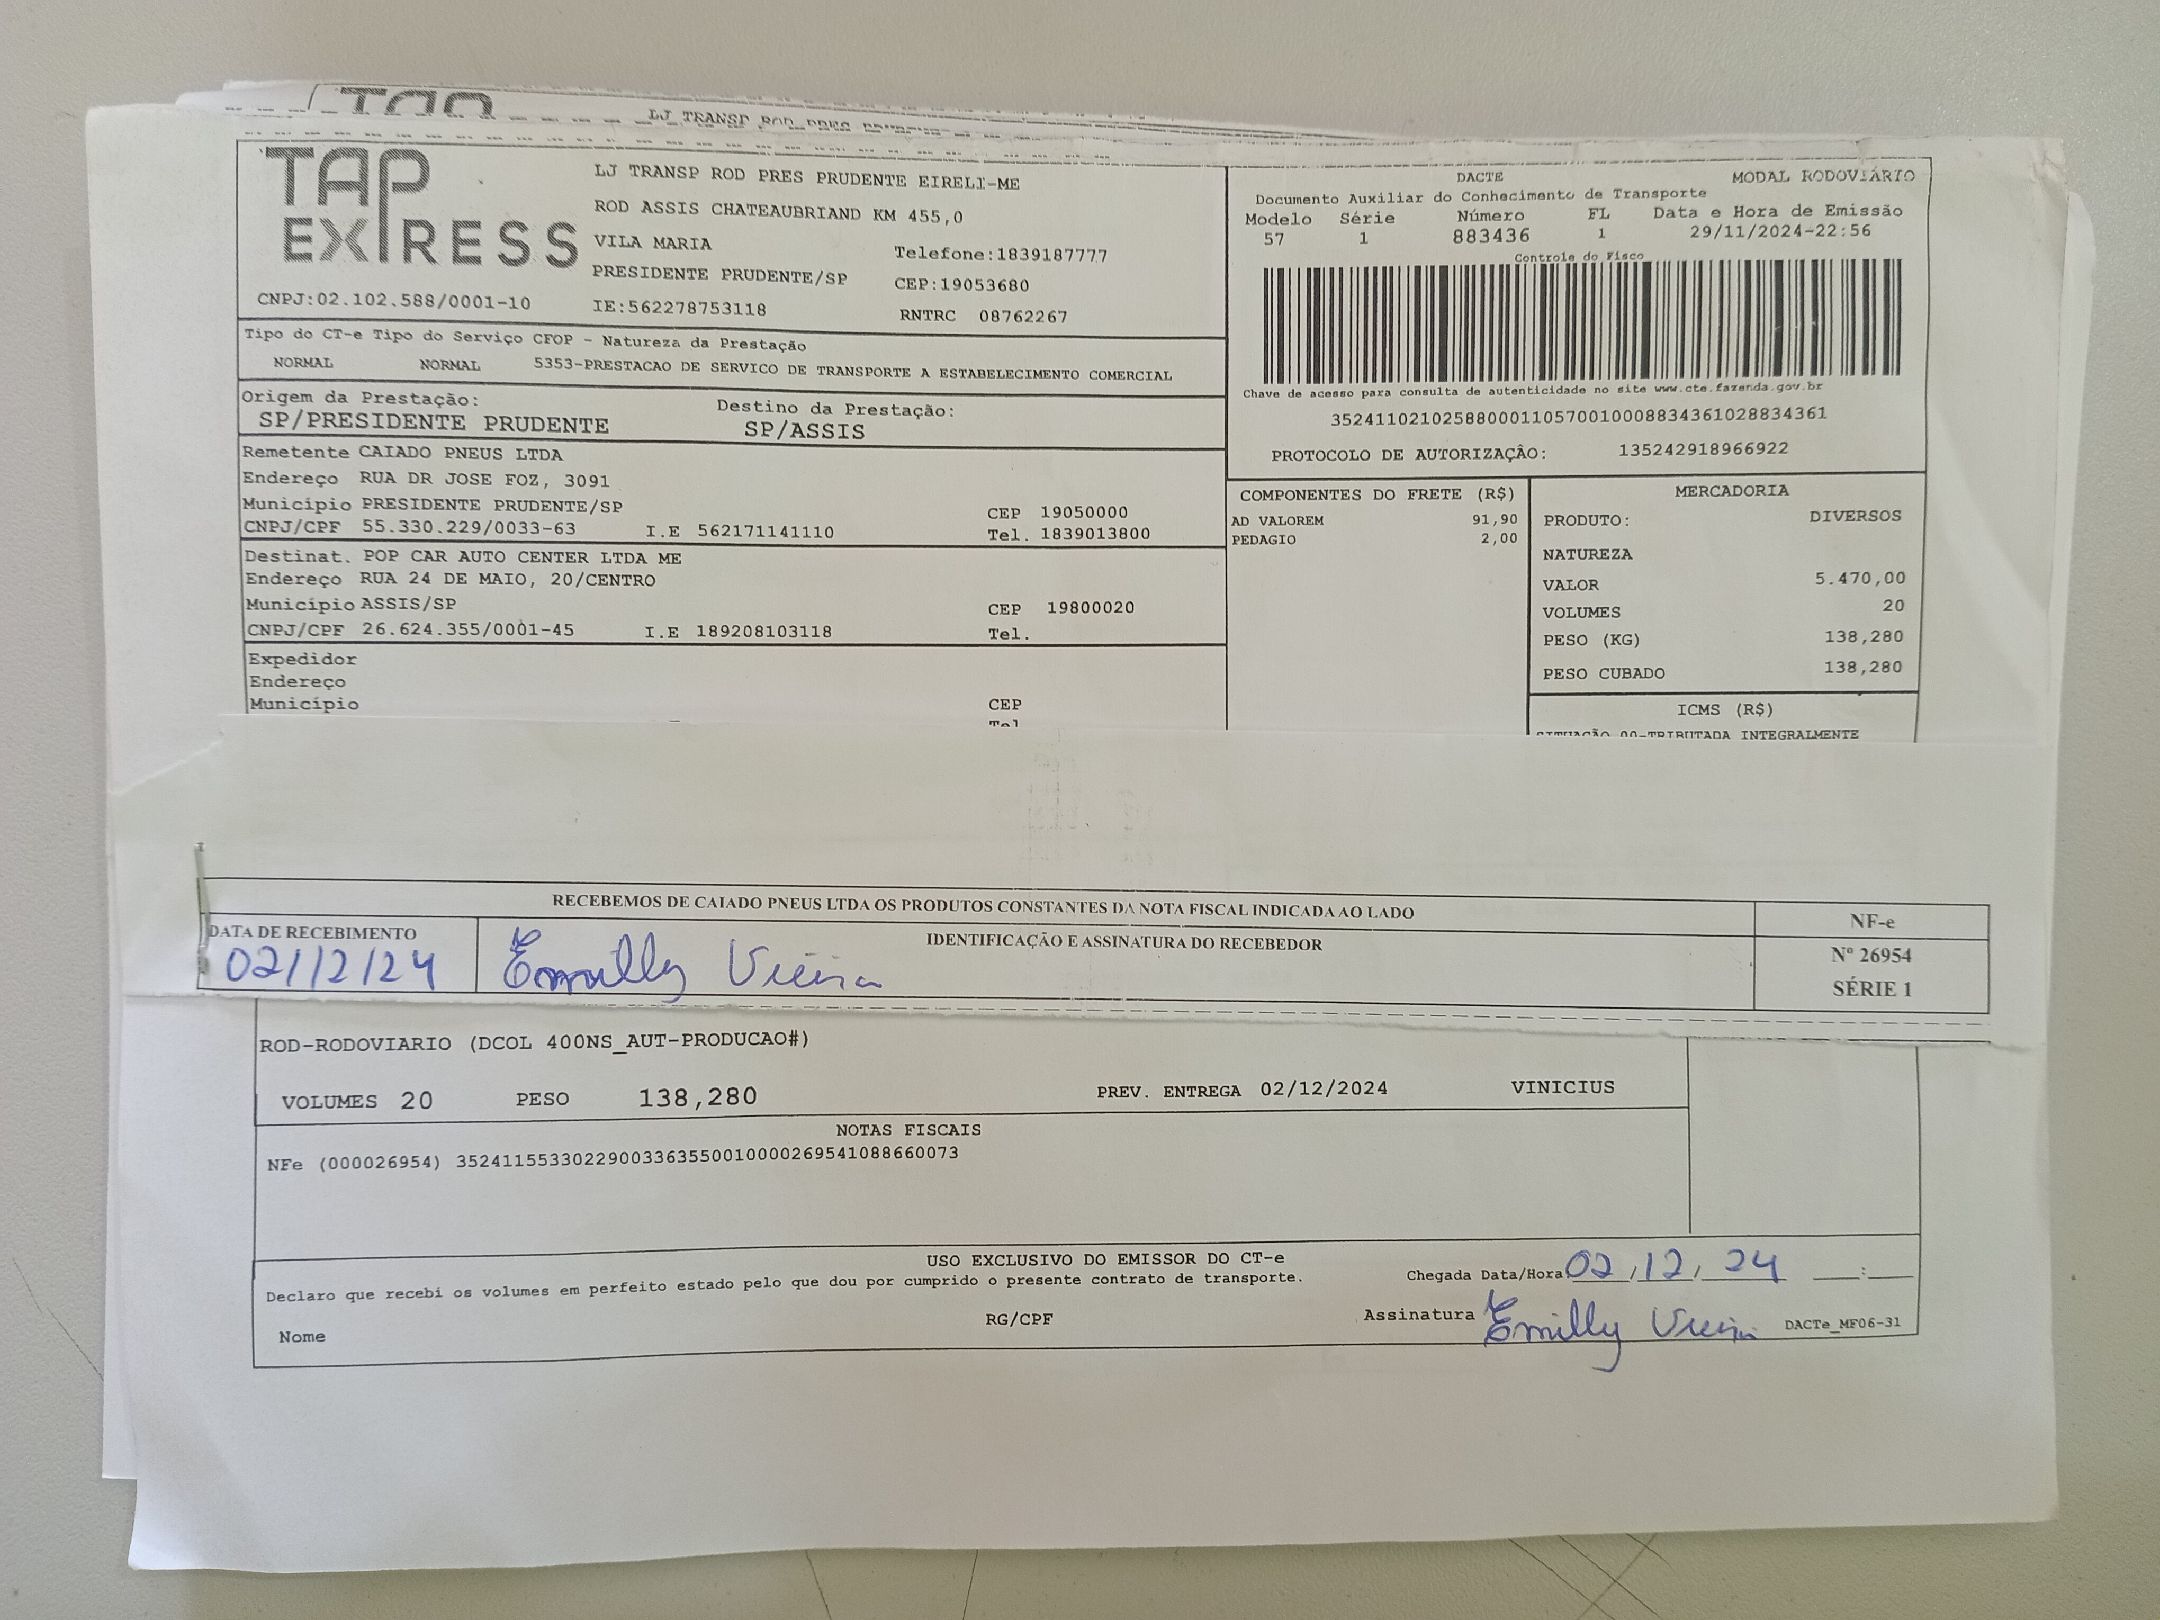 TAP
LJ TRANSP ROD PRES
TAP EXPRESS
LJ TRANSP ROD PRES PRUDENTE EIRELI-ME
ROD ASSIS CHATEAUBRIAND KM 455,0
VILA MARIA
Telefone:1839187777
PRESIDENTE PRUDENTE/SP
CEP:19053680
CNPJ:02.102.588/0001-10
IE:562278753118
RNTRC 08762267
DACTE
MODAL RODOVIÁRIO
Documento Auxiliar do Conhecimento de Transporte
Modelo Série Número FL Data e Hora de Emissão
57 1 883436 1 29/11/2024-22:56
Controle do Fisco
Chave de acesso para consulta de autenticidade no site www.cte.fazenda.gov.br
35241102102588000110570010008834361028834361
PROTOCOLO DE AUTORIZAÇÃO: 135242918966922
Tipo do CT-e Tipo do Serviço CFOP - Natureza da Prestação
NORMAL NORMAL 5353-PRESTACAO DE SERVICO DE TRANSPORTE A ESTABELECIMENTO COMERCIAL
Origem da Prestação: Destino da Prestação:
SP/PRESIDENTE PRUDENTE SP/ASSIS
Remetente CAIADO PNEUS LTDA
Endereço RUA DR JOSE FOZ, 3091
Município PRESIDENTE PRUDENTE/SP CEP 19050000
CNPJ/CPF 55.330.229/0033-63 I.E 562171141110 Tel. 1839013800
Destinat. POP CAR AUTO CENTER LTDA ME
Endereço RUA 24 DE MAIO, 20/CENTRO
Município ASSIS/SP CEP 19800020
CNPJ/CPF 26.624.355/0001-45 I.E 189208103118 Tel.
Expedidor
Endereço
Município CEP
Tel
COMPONENTES DO FRETE (R$)
AD VALOREM 91,90
PEDAGIO 2,00
MERCADORIA
PRODUTO: DIVERSOS
NATUREZA
VALOR 5.470,00
VOLUMES 20
PESO (KG) 138,280
PESO CUBADO 138,280
ICMS (R$)
SITUAÇÃO 00-TRIBUTADA INTEGRALMENTE
RECEBEMOS DE CAIADO PNEUS LTDA OS PRODUTOS CONSTANTES DA NOTA FISCAL INDICADA AO LADO
DATA DE RECEBIMENTO
02/12/24
IDENTIFICAÇÃO E ASSINATURA DO RECEBEDOR
Emilly Vieira
NF-e
Nº 26954
SÉRIE 1
ROD-RODOVIARIO (DCOL 400NS_AUT-PRODUCAO#)
VOLUMES 20 PESO 138,280 PREV. ENTREGA 02/12/2024 VINICIUS
NOTAS FISCAIS
NFe (000026954) 35241155330229003363550010000269541088660073
USO EXCLUSIVO DO EMISSOR DO CT-e
Declaro que recebi os volumes em perfeito estado pelo que dou por cumprido o presente contrato de transporte.
Chegada Data/Hora 02/12/24 __:__
Nome RG/CPF Assinatura Emilly Vieira DACTe_MF06-31